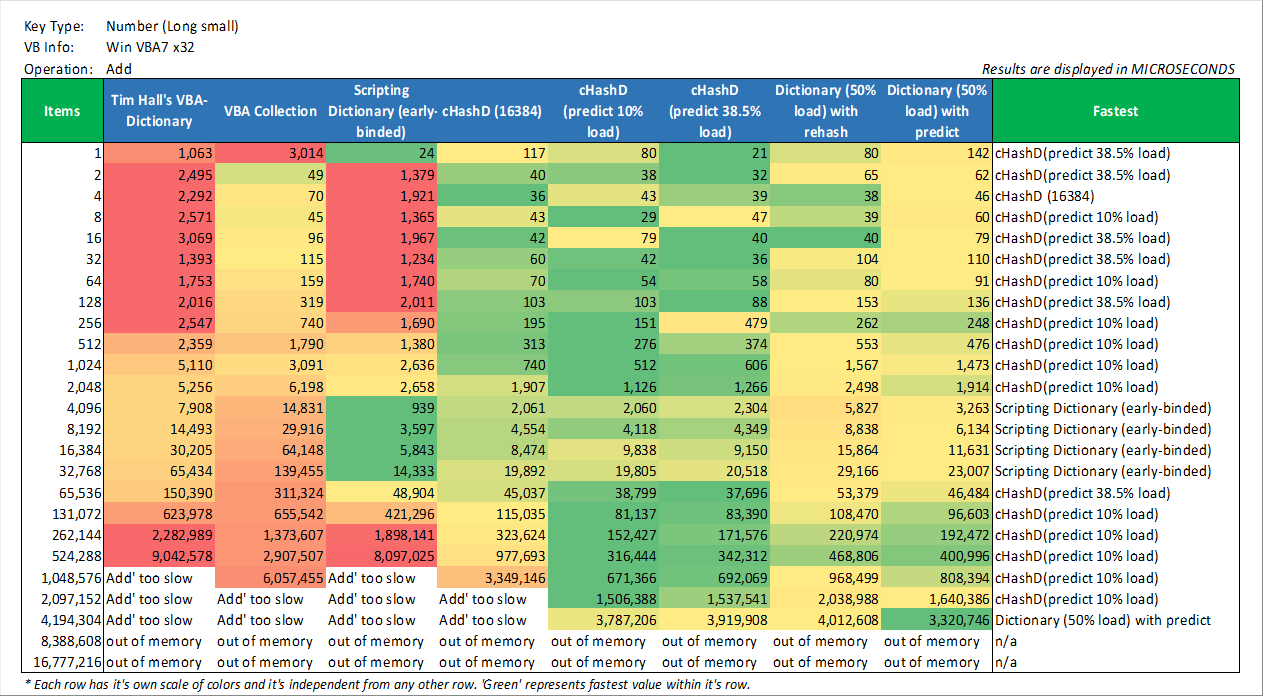 Key Type: Number (Long small)
VB Info: Win VBA7 x32
Operation: Add Results are displayed in MICROSECONDS
Items Tim Hall's VBA-Dictionary VBA Collection Scripting Dictionary (early-binded) cHashD (16384) cHashD (predict 10% load) cHashD (predict 38.5% load) Dictionary (50% load) with rehash Dictionary (50% load) with predict Fastest
1 1,063 3,014 24 117 80 21 80 142 cHashD(predict 38.5% load)
2 2,495 49 1,379 40 38 32 65 62 cHashD(predict 38.5% load)
4 2,292 70 1,921 36 43 39 38 46 cHashD (16384)
8 2,571 45 1,365 43 29 47 39 60 cHashD(predict 10% load)
16 3,069 96 1,967 42 79 40 40 79 cHashD(predict 38.5% load)
32 1,393 115 1,234 60 42 36 104 110 cHashD(predict 38.5% load)
64 1,753 159 1,740 70 54 58 80 91 cHashD(predict 10% load)
128 2,016 319 2,011 103 103 88 153 136 cHashD(predict 38.5% load)
256 2,547 740 1,690 195 151 479 262 248 cHashD(predict 10% load)
512 2,359 1,790 1,380 313 276 374 553 476 cHashD(predict 10% load)
1,024 5,110 3,091 2,636 740 512 606 1,567 1,473 cHashD(predict 10% load)
2,048 5,256 6,198 2,658 1,907 1,126 1,266 2,498 1,914 cHashD(predict 10% load)
4,096 7,908 14,831 939 2,061 2,060 2,304 5,827 3,263 Scripting Dictionary (early-binded)
8,192 14,493 29,916 3,597 4,554 4,118 4,349 8,838 6,134 Scripting Dictionary (early-binded)
16,384 30,205 64,148 5,843 8,474 9,838 9,150 15,864 11,631 Scripting Dictionary (early-binded)
32,768 65,434 139,455 14,333 19,892 19,805 20,518 29,166 23,007 Scripting Dictionary (early-binded)
65,536 150,390 311,324 48,904 45,037 38,799 37,696 53,379 46,484 cHashD(predict 38.5% load)
131,072 623,978 655,542 421,296 115,035 81,137 83,390 108,470 96,603 cHashD(predict 10% load)
262,144 2,282,989 1,373,607 1,898,141 323,624 152,427 171,576 220,974 192,472 cHashD(predict 10% load)
524,288 9,042,578 2,907,507 8,097,025 977,693 316,444 342,312 468,806 400,996 cHashD(predict 10% load)
1,048,576 Add' too slow 6,057,455 Add' too slow 3,349,146 671,366 692,069 968,499 808,394 cHashD(predict 10% load)
2,097,152 Add' too slow Add' too slow Add' too slow Add' too slow 1,506,388 1,537,541 2,038,988 1,640,386 cHashD(predict 10% load)
4,194,304 Add' too slow Add' too slow Add' too slow Add' too slow 3,787,206 3,919,908 4,012,608 3,320,746 Dictionary (50% load) with predict
8,388,608 out of memory out of memory out of memory out of memory out of memory out of memory out of memory out of memory n/a
16,777,216 out of memory out of memory out of memory out of memory out of memory out of memory out of memory out of memory n/a
* Each row has it's own scale of colors and it's independent from any other row. 'Green' represents fastest value within it's row.